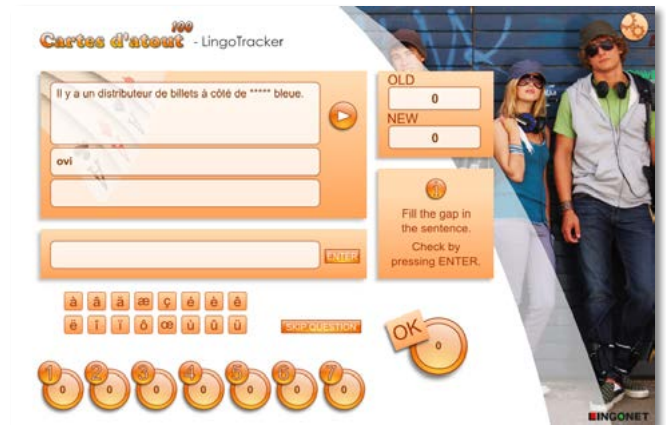 Cartes d'atout 100 - LingoTracker
Il y a un distributeur de billets à côté de ***** bleue.
ovi
OLD
0
NEW
0
Fill the gap in
the sentence.
Check by
pressing ENTER.
ENTER
à â ä æ ç é è ê
ë î ï ô œ ù û ü
SKIP QUESTION
OK
0
1 2 3 4 5 6 7
0 0 0 0 0 0 0
LINGONET